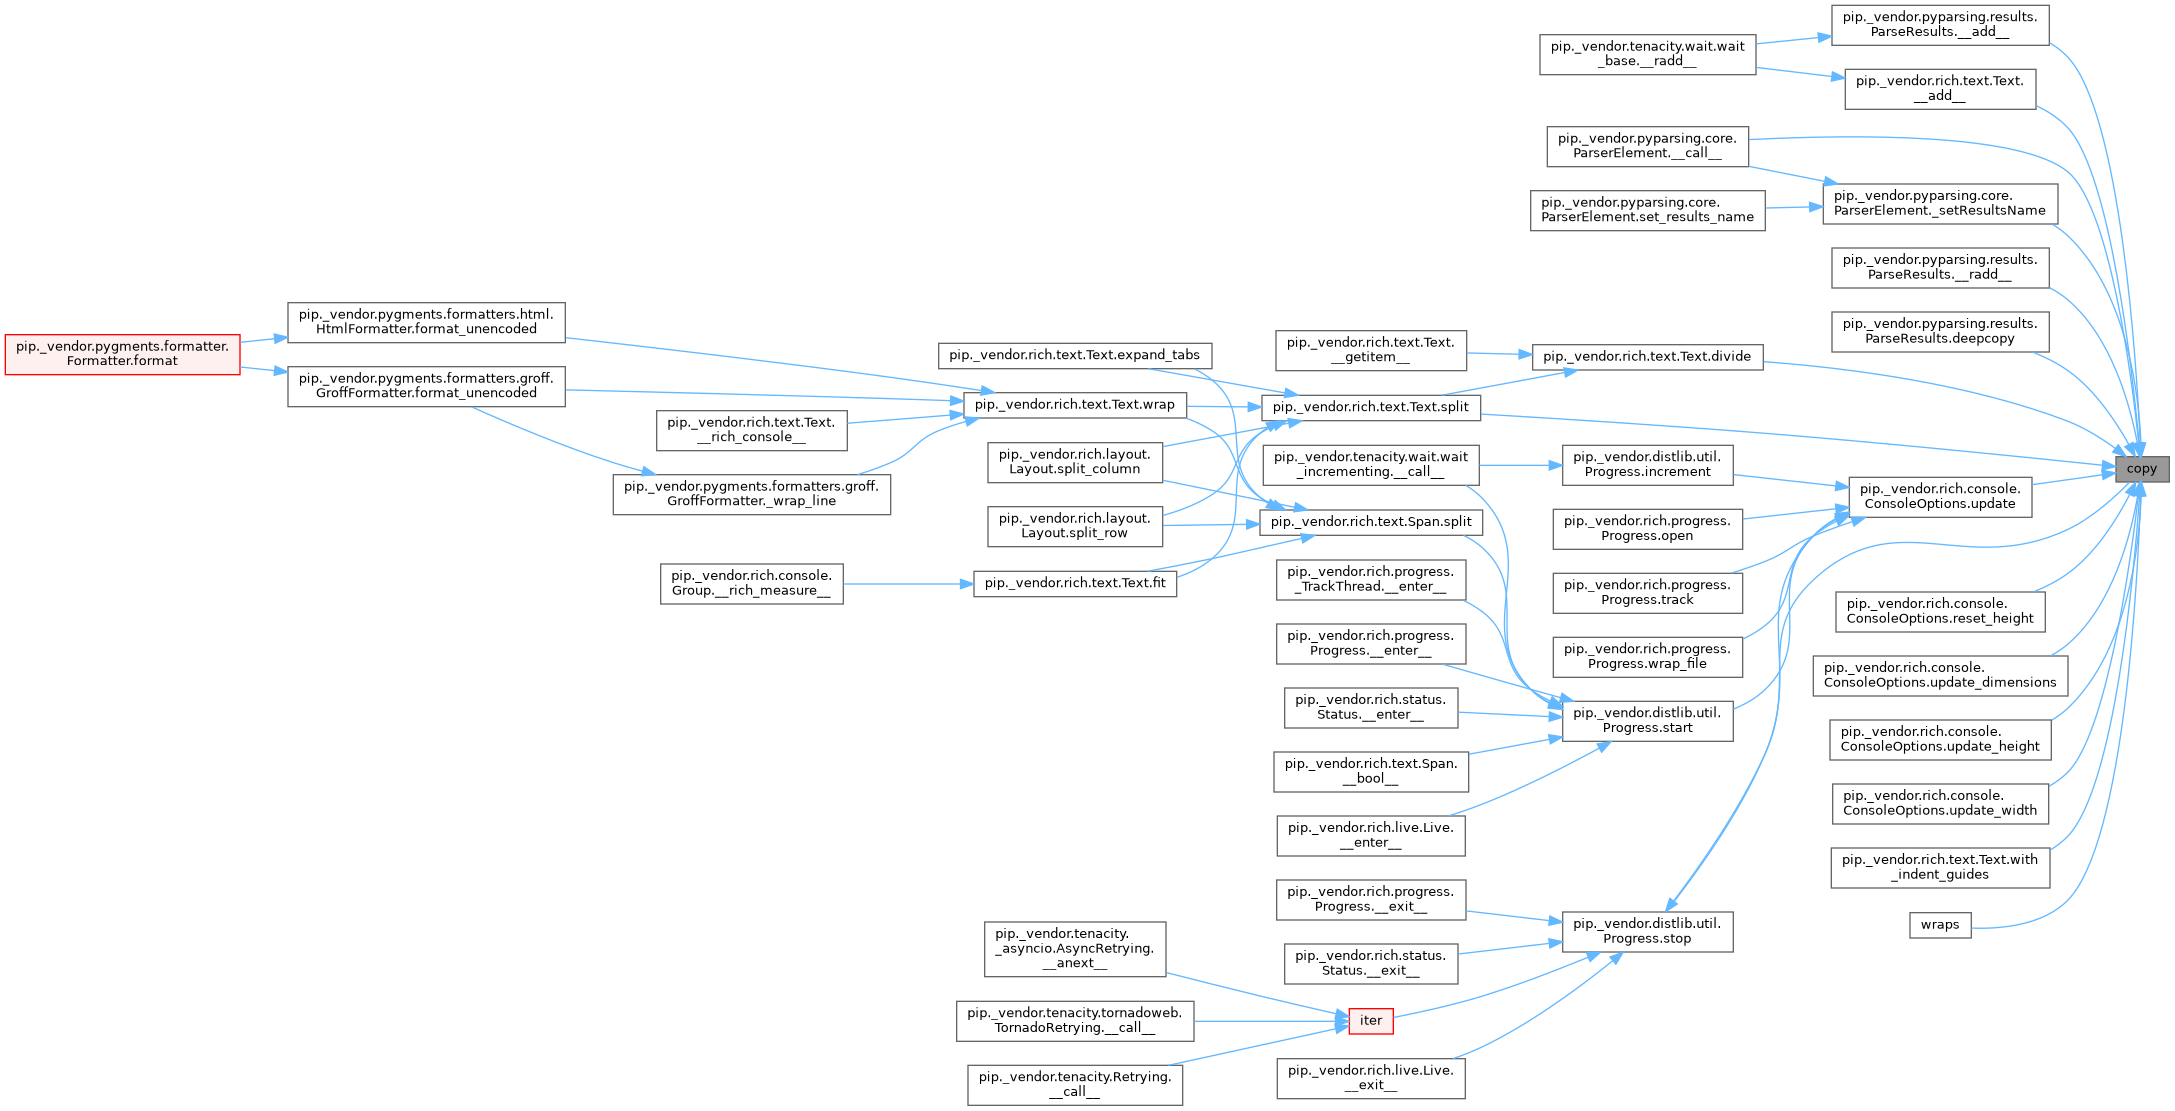 pip._vendor.pyparsing.results.
ParseResults.__add__
pip._vendor.tenacity.wait.wait
_base.__radd__
pip._vendor.rich.text.Text.
__add__
pip._vendor.pyparsing.core.
ParserElement.__call__
pip._vendor.pyparsing.core.
ParserElement._setResultsName
pip._vendor.pyparsing.core.
ParserElement.set_results_name
pip._vendor.pyparsing.results.
ParseResults.__radd__
pip._vendor.pyparsing.results.
ParseResults.deepcopy
pip._vendor.pygments.formatters.html.
HtmlFormatter.format_unencoded
pip._vendor.pygments.formatter.
Formatter.format
pip._vendor.pygments.formatters.groff.
GroffFormatter.format_unencoded
pip._vendor.rich.text.Text.expand_tabs
pip._vendor.rich.text.Text.
__getitem__
pip._vendor.rich.text.Text.divide
pip._vendor.rich.text.Text.wrap
pip._vendor.rich.text.Text.split
pip._vendor.rich.text.Text.
__rich_console__
pip._vendor.rich.layout.
Layout.split_column
pip._vendor.tenacity.wait.wait
_incrementing.__call__
pip._vendor.distlib.util.
Progress.increment
copy
pip._vendor.pygments.formatters.groff.
GroffFormatter._wrap_line
pip._vendor.rich.console.
ConsoleOptions.update
pip._vendor.rich.layout.
Layout.split_row
pip._vendor.rich.text.Span.split
pip._vendor.rich.progress.
Progress.open
pip._vendor.rich.console.
Group.__rich_measure__
pip._vendor.rich.text.Text.fit
pip._vendor.rich.progress.
_TrackThread.__enter__
pip._vendor.rich.progress.
Progress.track
pip._vendor.rich.console.
ConsoleOptions.reset_height
pip._vendor.rich.progress.
Progress.__enter__
pip._vendor.rich.progress.
Progress.wrap_file
pip._vendor.rich.console.
ConsoleOptions.update_dimensions
pip._vendor.rich.status.
Status.__enter__
pip._vendor.distlib.util.
Progress.start
pip._vendor.rich.console.
ConsoleOptions.update_height
pip._vendor.rich.text.Span.
__bool__
pip._vendor.rich.console.
ConsoleOptions.update_width
pip._vendor.rich.live.Live.
__enter__
pip._vendor.rich.text.Text.with
_indent_guides
pip._vendor.rich.progress.
Progress.__exit__
pip._vendor.distlib.util.
Progress.stop
wraps
pip._vendor.tenacity.
_asyncio.AsyncRetrying.
__anext__
pip._vendor.rich.status.
Status.__exit__
pip._vendor.tenacity.tornadoweb.
TornadoRetrying.__call__
iter
pip._vendor.tenacity.Retrying.
__call__
pip._vendor.rich.live.Live.
__exit__